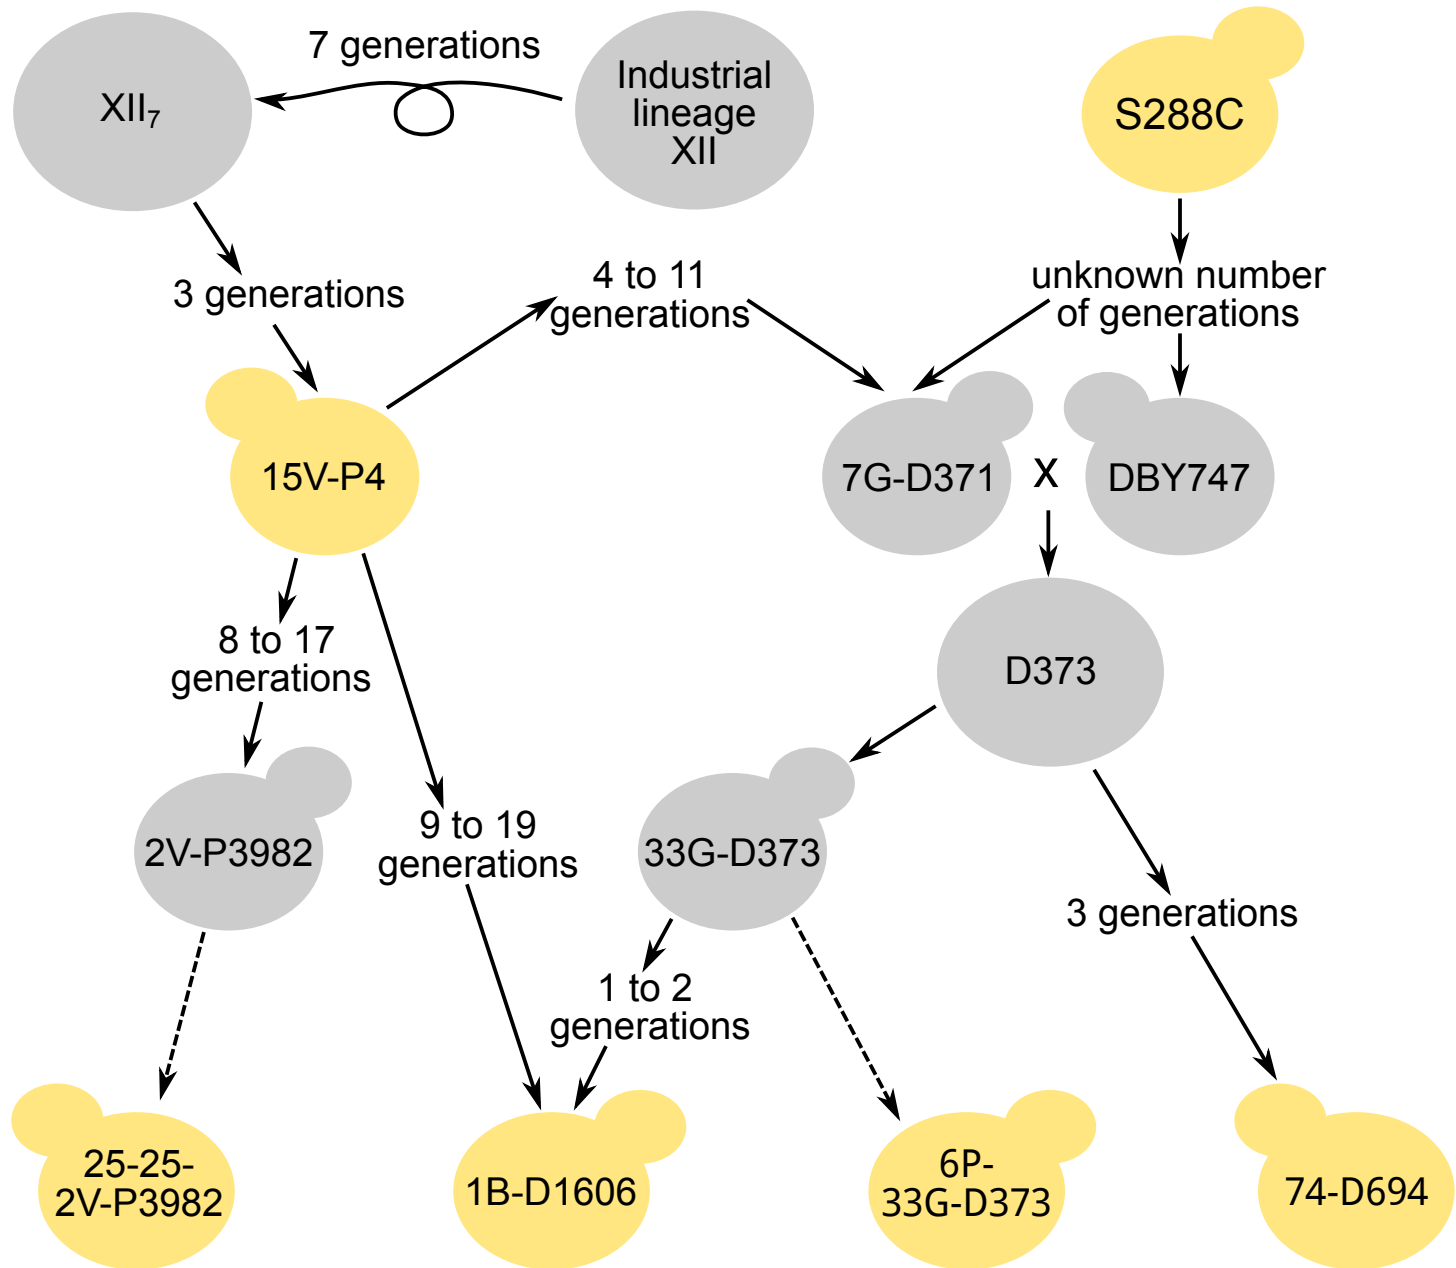 7 generations
XII₇
Industrial
lineage
XII
S288C
3 generations
4 to 11
generations
unknown number
of generations
15V-P4
7G-D371
X
DBY747
8 to 17
generations
D373
2V-P3982
9 to 19
generations
33G-D373
3 generations
1 to 2
generations
25-25-
2V-P3982
1B-D1606
6P-
33G-D373
74-D694